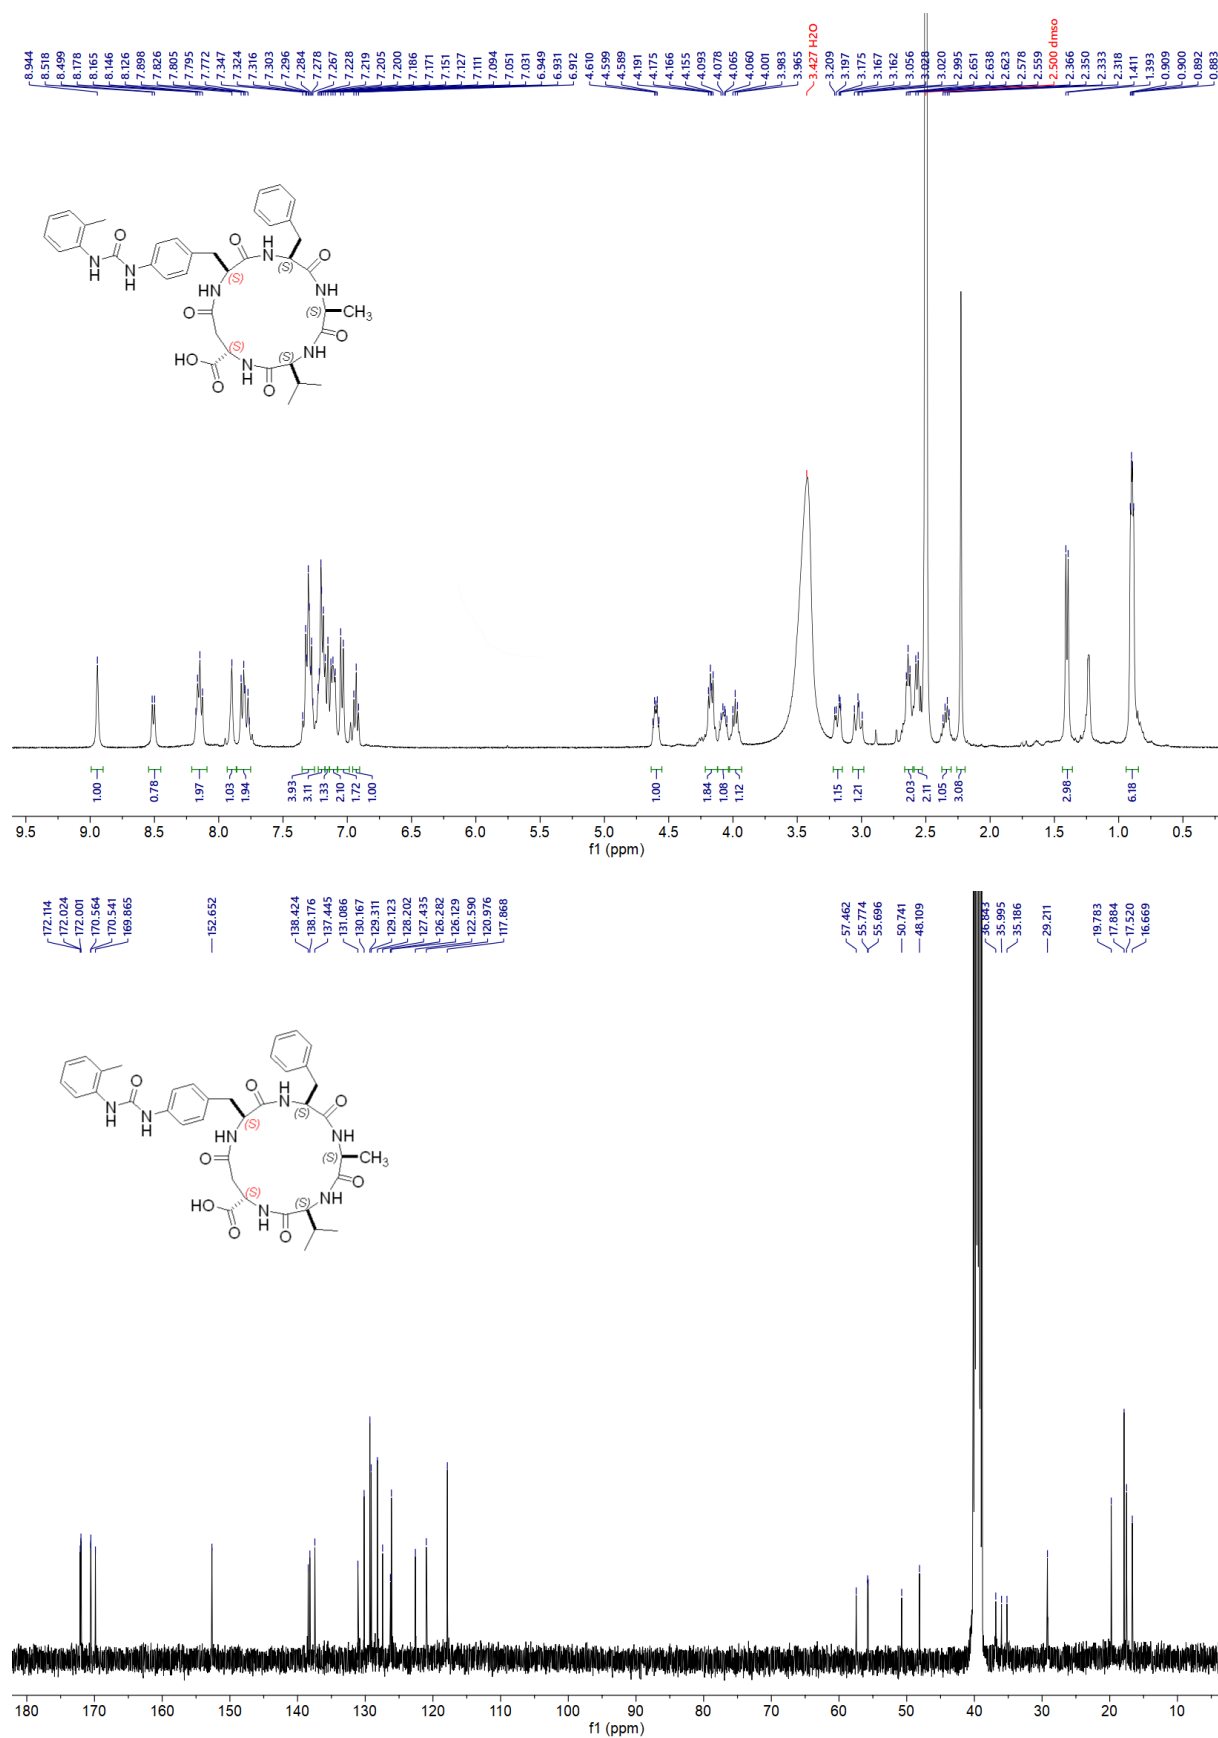 8.944 8.518 8.499 8.178 8.165 8.146 8.126 7.898 7.826 7.805 7.795 7.772 7.347 7.324 7.316 7.303 7.296 7.284 7.278 7.267 7.228 7.219 7.205 7.200 7.186 7.171 7.151 7.127 7.111 7.094 7.051 7.031 6.949 6.931 6.912 4.610 4.599 4.589 4.191 4.175 4.166 4.155 4.093 4.078 4.065 4.060 4.001 3.983 3.965 3.427 H2O 3.209 3.197 3.175 3.167 3.162 3.056 3.028 3.020 2.995 2.651 2.638 2.623 2.578 2.559 2.500 dmso 2.366 2.350 2.333 2.318 1.411 1.393 0.909 0.900 0.892 0.883
O
H
N
O
O
N
H
N
H
(S)
(S)
NH
NH
O
(S)
CH3
O
(S)
(S)
NH
HO
N
H
O
O
1.00 0.78 1.97 1.03 1.94 3.93 3.11 1.33 2.10 1.72 1.00 1.00 1.84 1.08 1.12 1.15 1.21 2.03 2.11 1.05 3.08 2.98 6.18
9.5 9.0 8.5 8.0 7.5 7.0 6.5 6.0 5.5 5.0 4.5 4.0 3.5 3.0 2.5 2.0 1.5 1.0 0.5
f1 (ppm)
172.114 172.024 172.001 170.564 170.541 169.865 152.652 138.424 138.176 137.445 131.086 130.167 129.311 129.123 128.202 127.435 126.282 126.129 122.590 120.976 117.868 57.462 55.774 55.696 50.741 48.109 36.843 35.995 35.186 29.211 19.783 17.884 17.520 16.669
O
H
N
O
O
N
H
N
H
(S)
(S)
NH
NH
O
(S)
CH3
O
(S)
(S)
NH
HO
N
H
O
O
180 170 160 150 140 130 120 110 100 90 80 70 60 50 40 30 20 10
f1 (ppm)